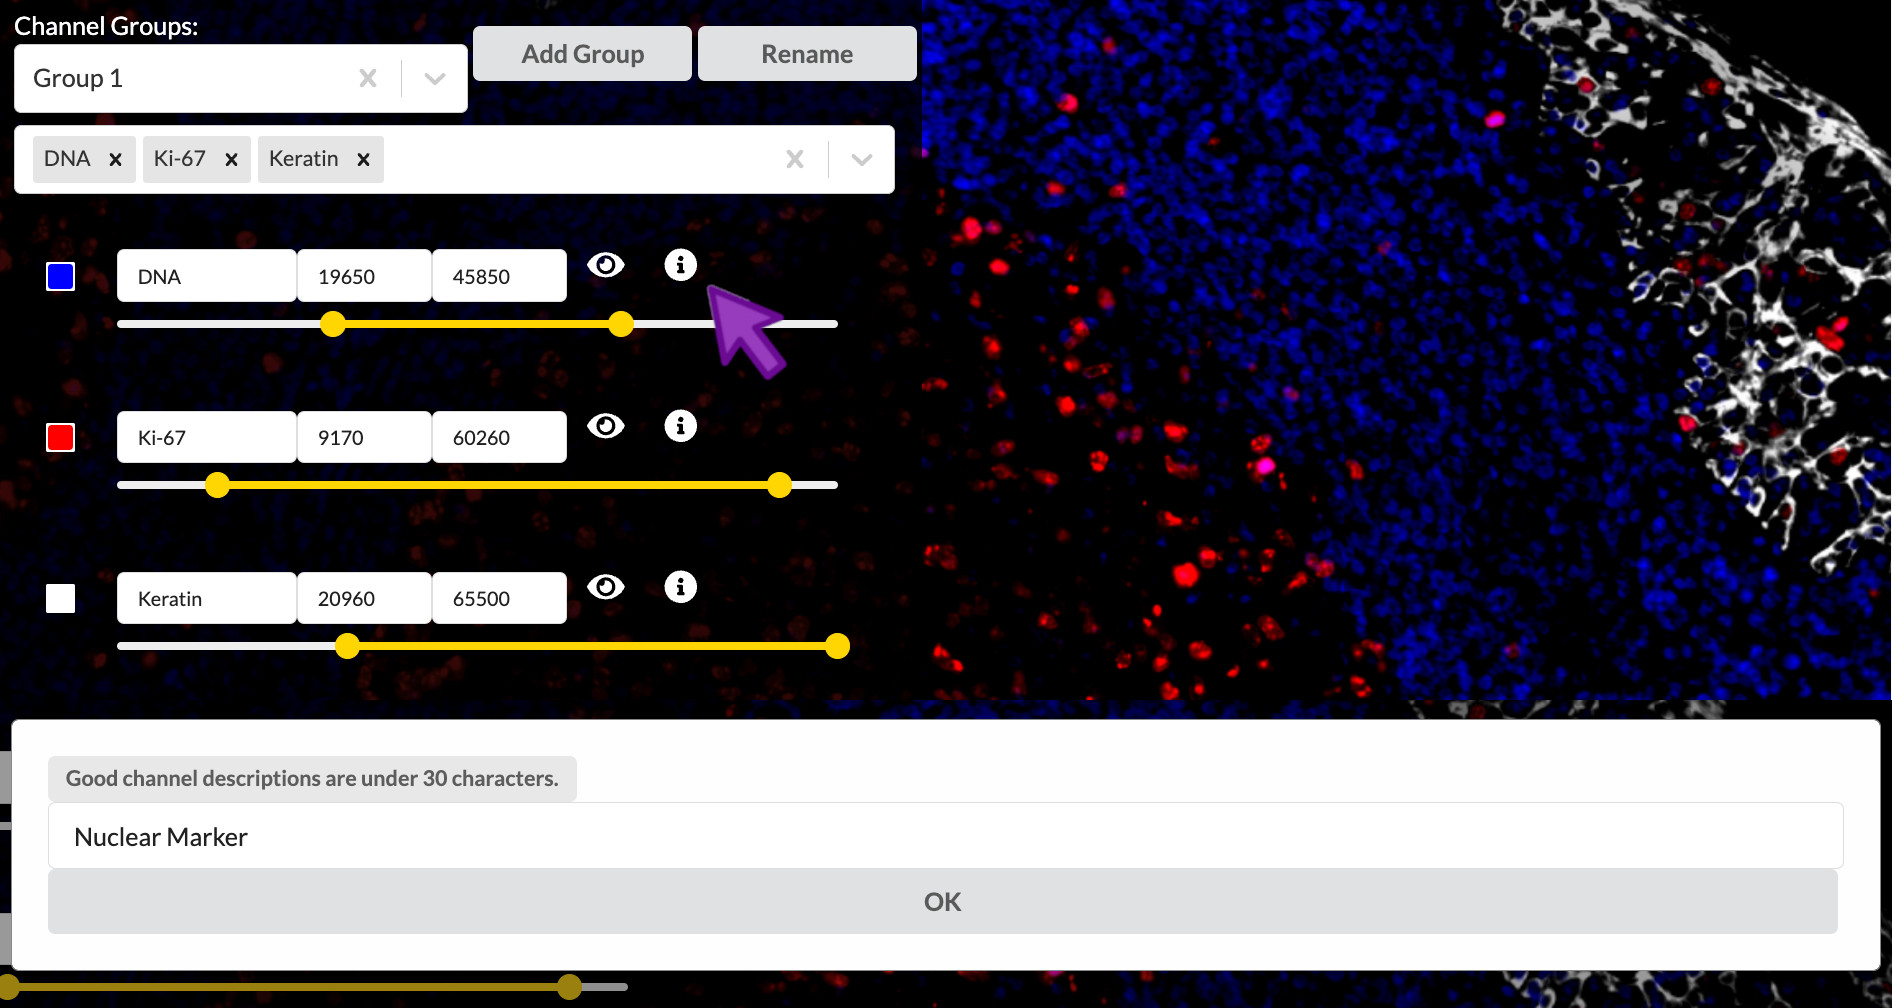 Channel Groups:
Add Group
Rename
Group 1
DNA
Ki-67
Keratin
DNA
19650
45850
Ki-67
9170
60260
Keratin
20960
65500
Good channel descriptions are under 30 characters.
Nuclear Marker
OK